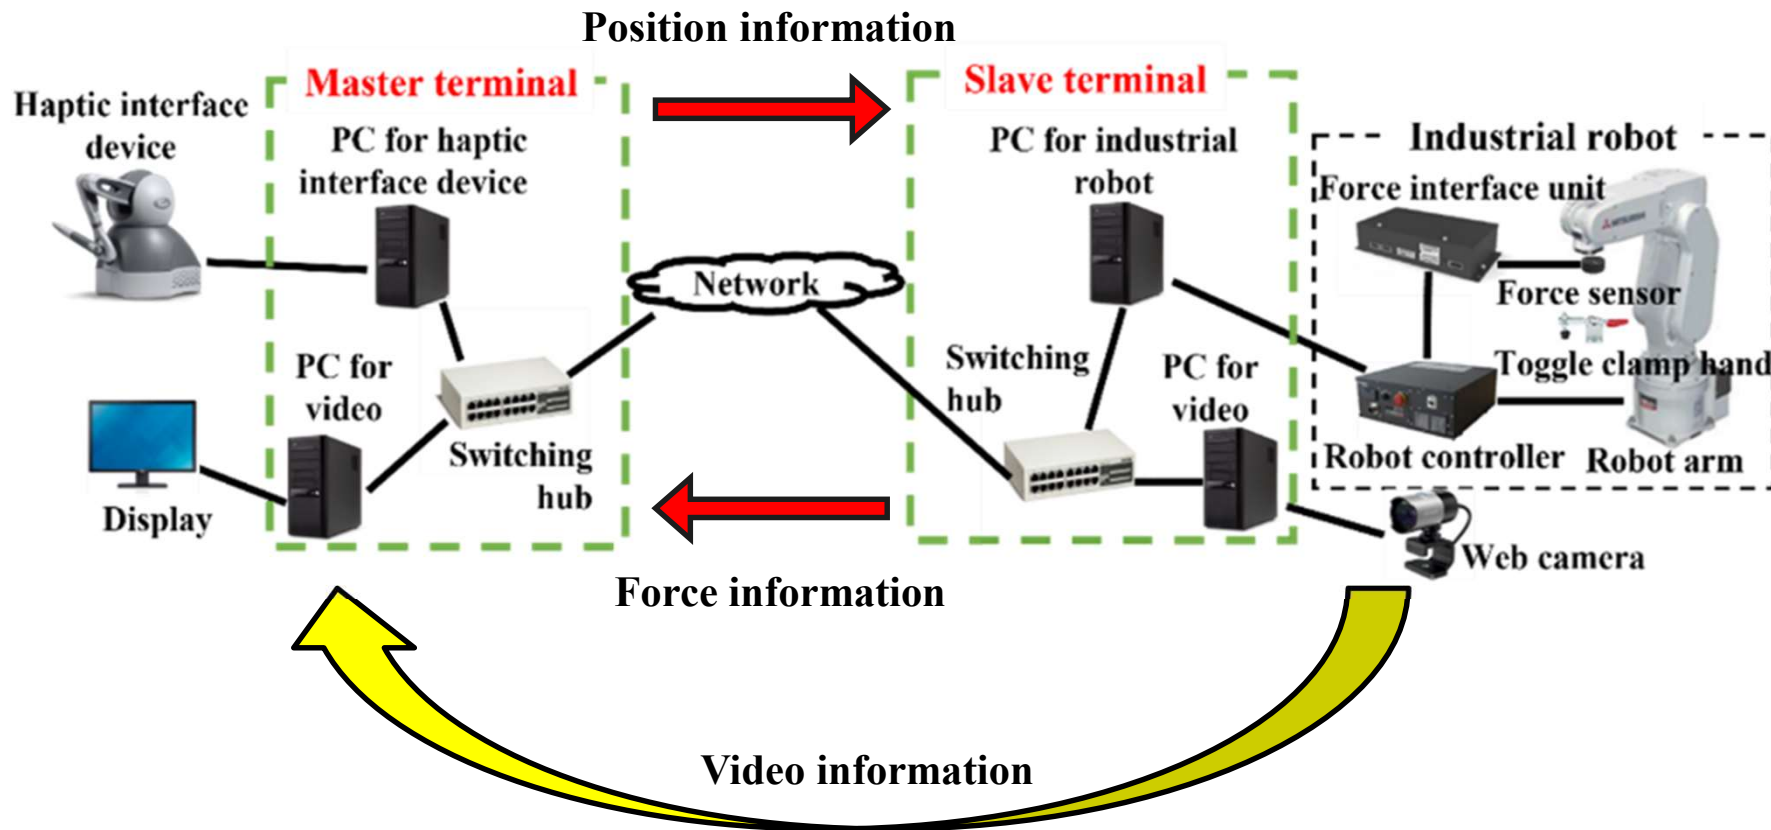 Position information
Master terminal
Slave terminal
Haptic interface
device
PC for haptic
interface device
PC for industrial
robot
Industrial robot
Force interface unit
MITSUBISHI
Network
Force sensor
PC for
video
Switching
hub
PC for
video
Toggle clamp hand
Switching
hub
Robot controller
Robot arm
Display
Web camera
Force information
Video information